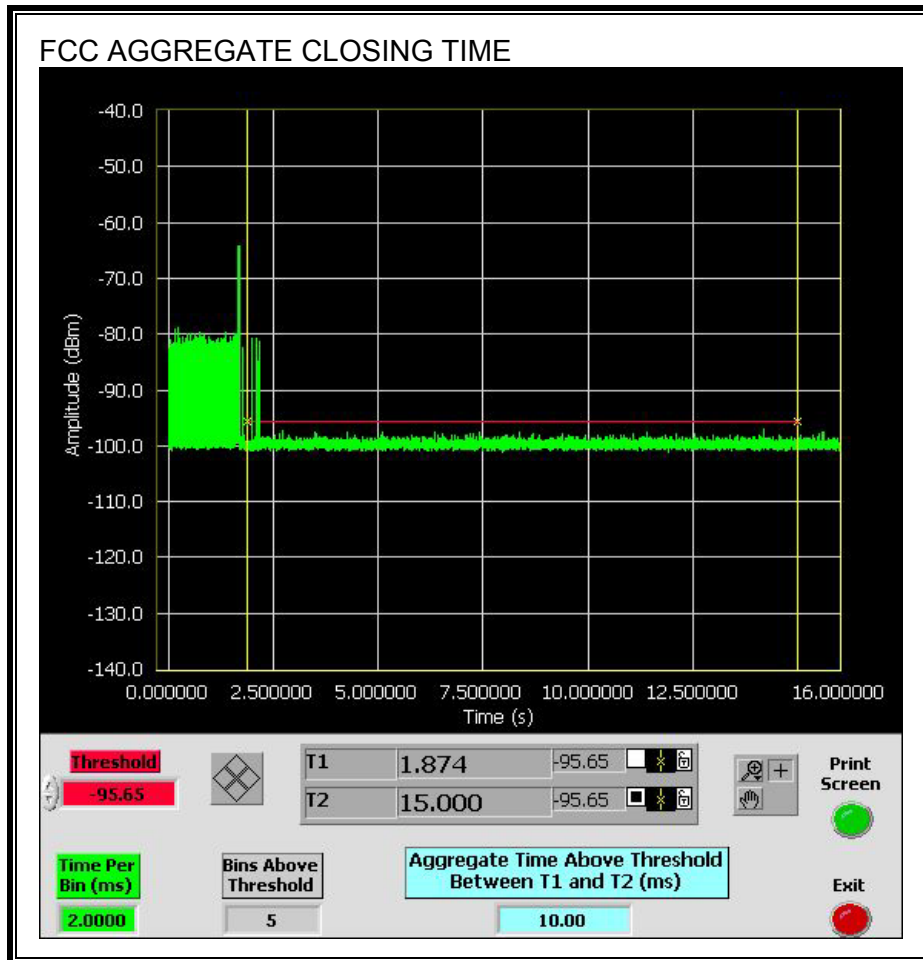 FCC AGGREGATE CLOSING TIME
-40.0
-50.0
-60.0
-70.0
-80.0
-90.0
-100.0
-110.0
-120.0
-130.0
-140.0
Amplitude (dBm)
0.000000 2.500000 5.000000 7.500000 10.000000 12.500000 16.000000
Time (s)
Threshold
-95.65
T1 1.874 -95.65
T2 15.000 -95.65
Print
Screen
Time Per
Bin (ms)
2.0000
Bins Above
Threshold
5
Aggregate Time Above Threshold
Between T1 and T2 (ms)
10.00
Exit